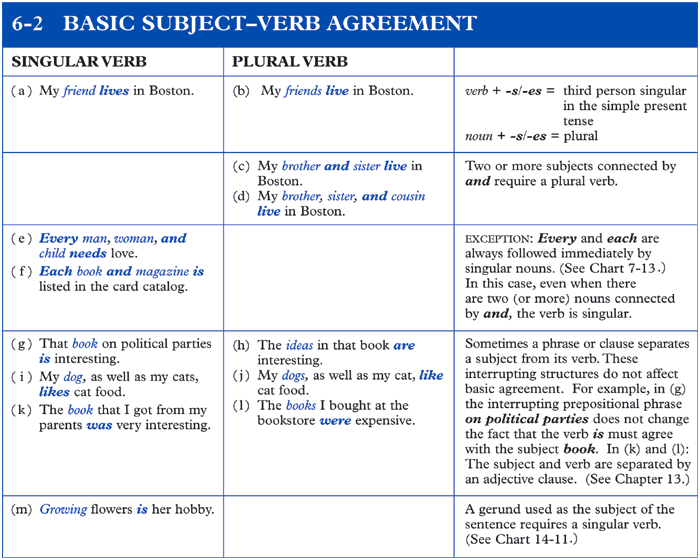 6-2 BASIC SUBJECT–VERB AGREEMENT
SINGULAR VERB
PLURAL VERB
(a) My friend lives in Boston.
(b) My friends live in Boston.
verb + -s/-es = third person singular
in the simple present
tense
noun + -s/-es = plural
(c) My brother and sister live in
Boston.
(d) My brother, sister, and cousin
live in Boston.
Two or more subjects connected by
and require a plural verb.
(e) Every man, woman, and
child needs love.
(f) Each book and magazine is
listed in the card catalog.
EXCEPTION: Every and each are
always followed immediately by
singular nouns. (See Chart 7-13.)
In this case, even when there
are two (or more) nouns connected
by and, the verb is singular.
(g) That book on political parties
is interesting.
(i) My dog, as well as my cats,
likes cat food.
(k) The book that I got from my
parents was very interesting.
(h) The ideas in that book are
interesting.
(j) My dogs, as well as my cat, like
cat food.
(l) The books I bought at the
bookstore were expensive.
Sometimes a phrase or clause separates
a subject from its verb. These
interrupting structures do not affect
basic agreement. For example, in (g)
the interrupting prepositional phrase
on political parties does not change
the fact that the verb is must agree
with the subject book. In (k) and (l):
The subject and verb are separated by
an adjective clause. (See Chapter 13.)
(m) Growing flowers is her hobby.
A gerund used as the subject of the
sentence requires a singular verb.
(See Chart 14-11.)